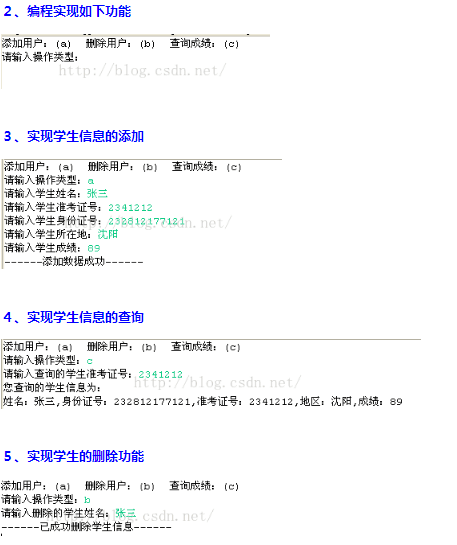 2、编程实现如下功能
添加用户：(a) 删除用户：(b) 查询成绩：(c)
请输入操作类型：
http://blog.csdn.net/
3、实现学生信息的添加
添加用户：(a) 删除用户：(b) 查询成绩：(c)
请输入操作类型：a
请输入学生姓名：张三
请输入学生准考证号：2341212
请输入学生身份证号：232812177121
请输入学生所在地：沈阳
请输入学生成绩：89
------添加数据成功------
4、实现学生信息的查询
添加用户：(a) 删除用户：(b) 查询成绩：(c)
请输入操作类型：c
请输入查询的学生准考证号：2341212
http://blog.csdn.net/
您查询的学生信息为：
姓名：张三,身份证号：232812177121,准考证号：2341212,地区：沈阳,成绩：89
5、实现学生的删除功能
添加用户：(a) 删除用户：(b) 查询成绩：(c)
请输入操作类型：b
请输入删除的学生姓名：张三
------已成功删除学生信息------